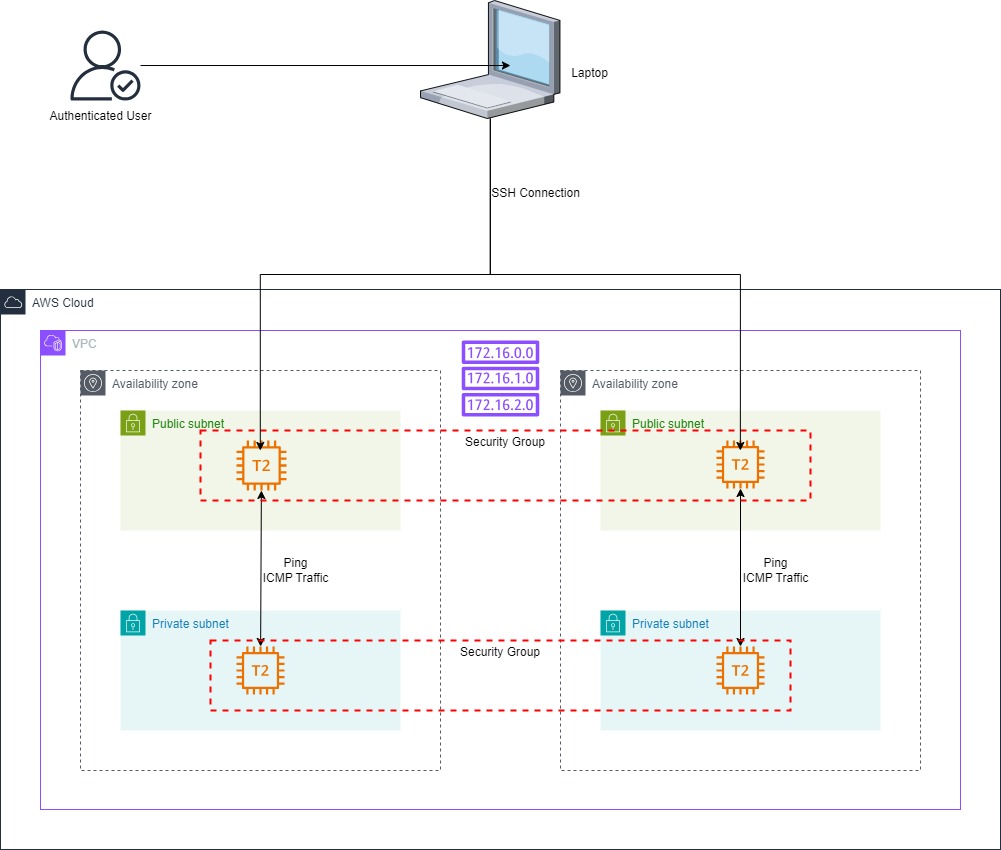 Laptop
Authenticated User
SSH Connection
AWS Cloud
VPC
172.16.0.0
172.16.1.0
172.16.2.0
Availability zone
Availability zone
Public subnet
Public subnet
Security Group
T2
T2
Ping
ICMP Traffic
Ping
ICMP Traffic
Private subnet
Private subnet
Security Group
T2
T2